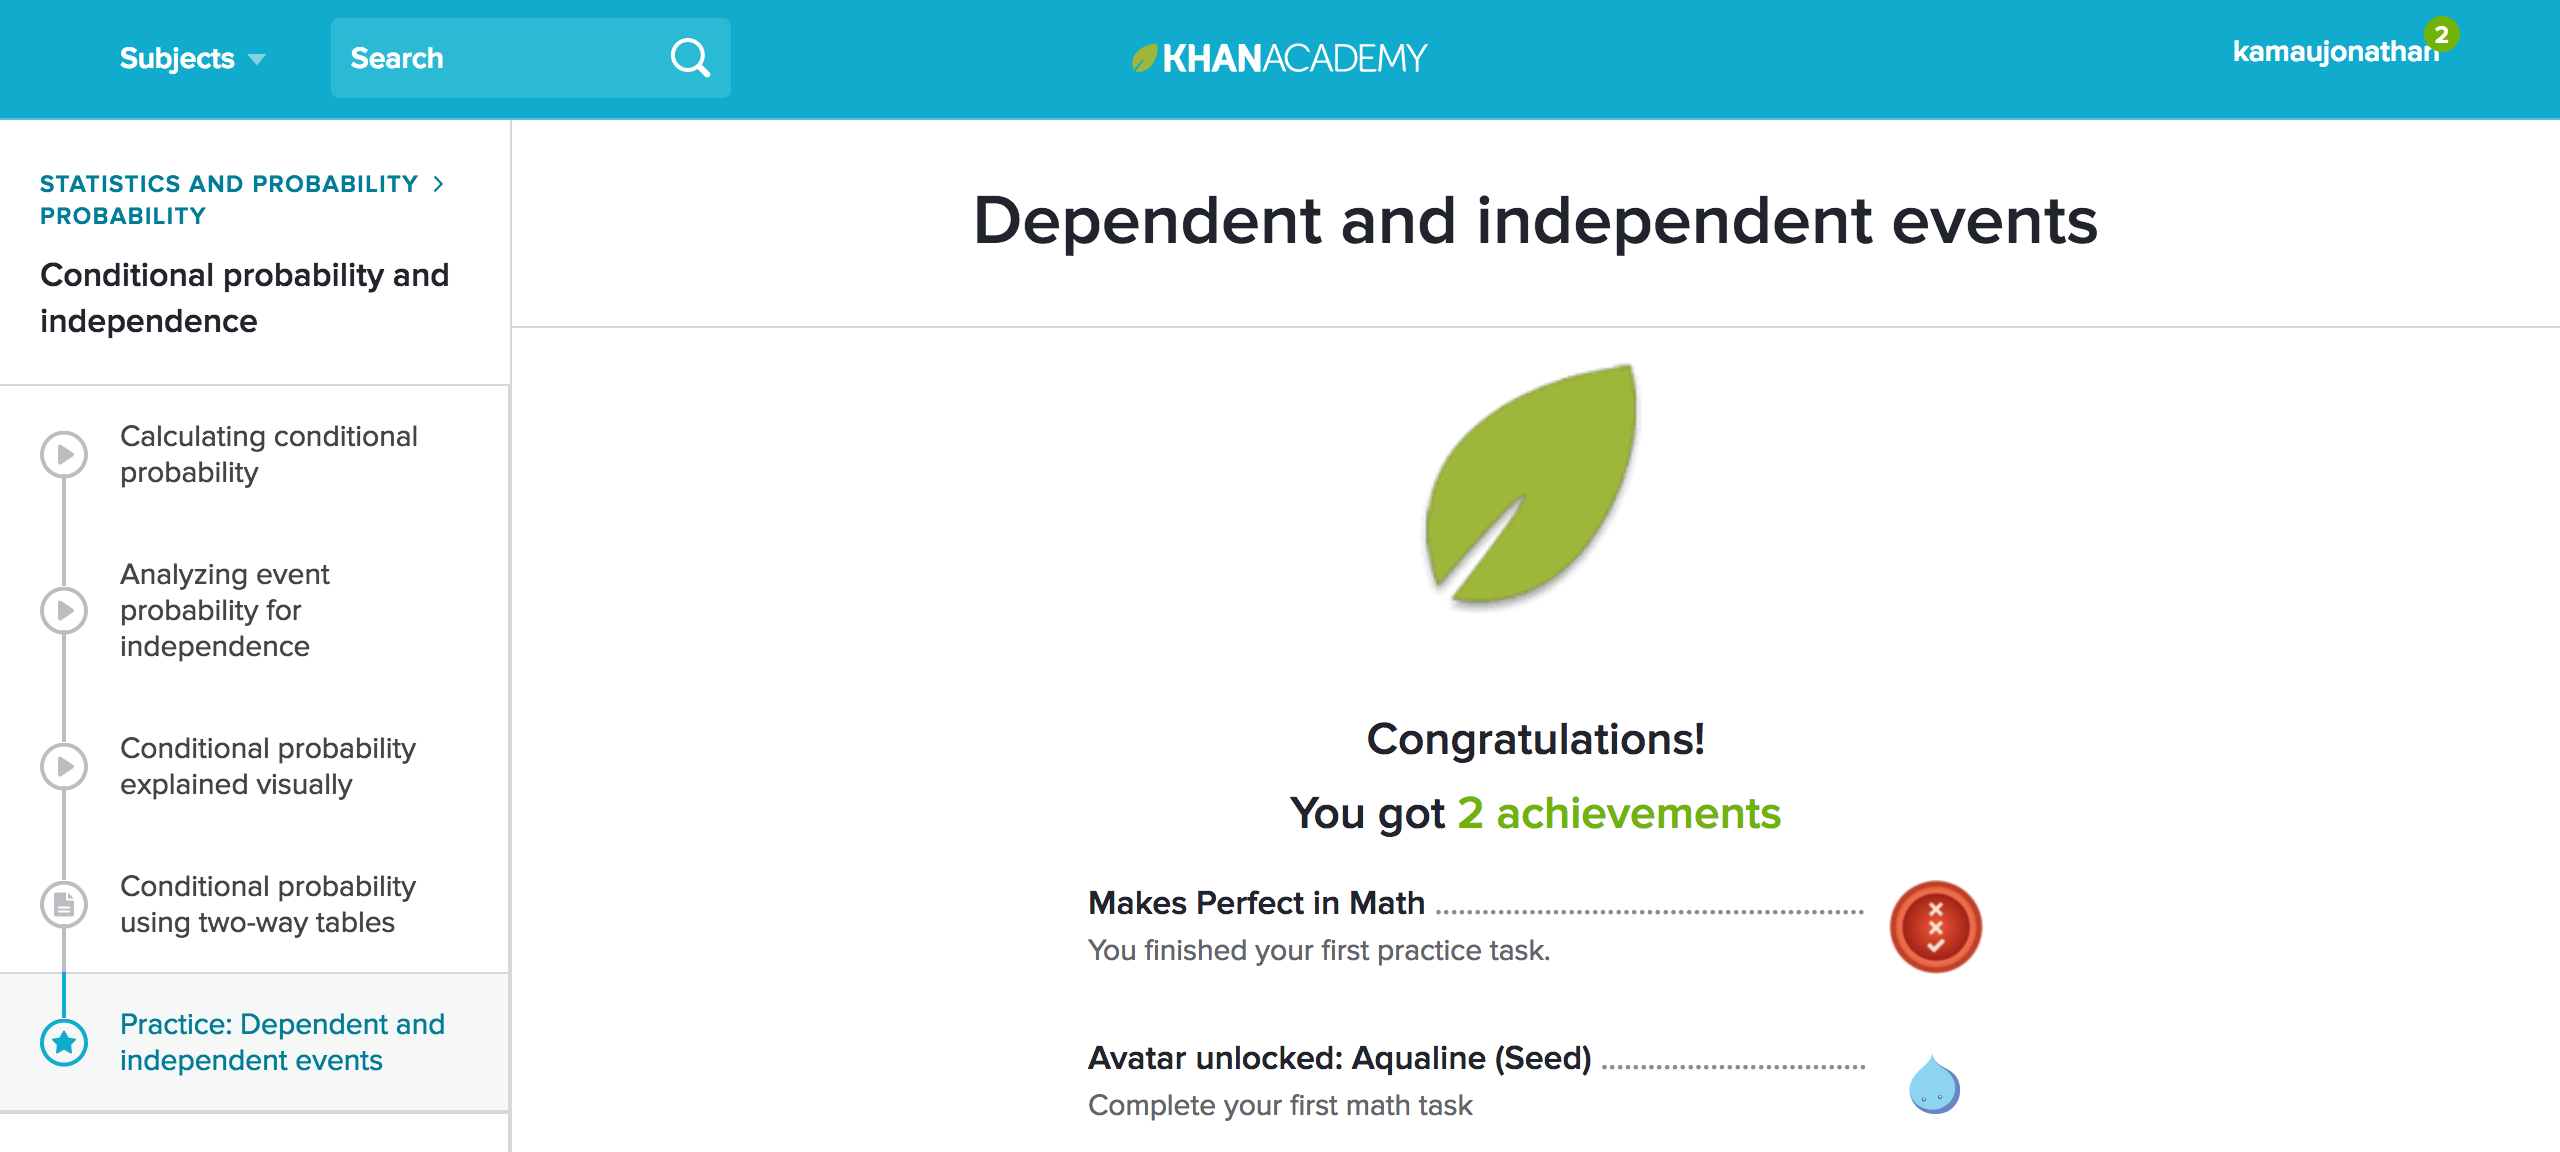 Subjects
Search
KHANACADEMY
kamaujonathan
2
STATISTICS AND PROBABILITY >
PROBABILITY
Conditional probability and
independence
Calculating conditional
probability
Analyzing event
probability for
independence
Conditional probability
explained visually
Conditional probability
using two-way tables
Practice: Dependent and
independent events
Dependent and independent events
Congratulations!
You got 2 achievements
Makes Perfect in Math
You finished your first practice task.
Avatar unlocked: Aqualine (Seed)
Complete your first math task